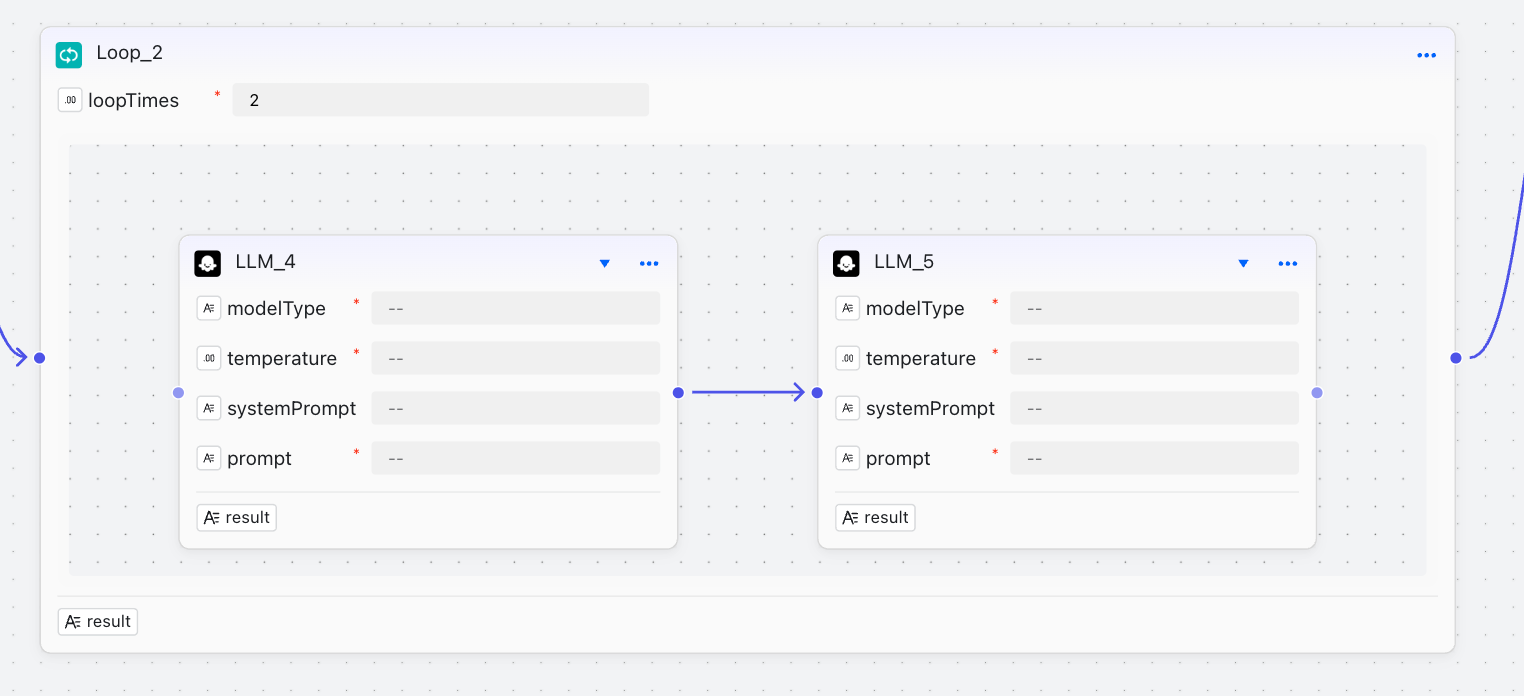 Loop_2
.00 loopTimes * 2
LLM_4
modelType * --
.00 temperature * --
systemPrompt --
prompt * --
result
LLM_5
modelType * --
.00 temperature * --
systemPrompt --
prompt * --
result
result